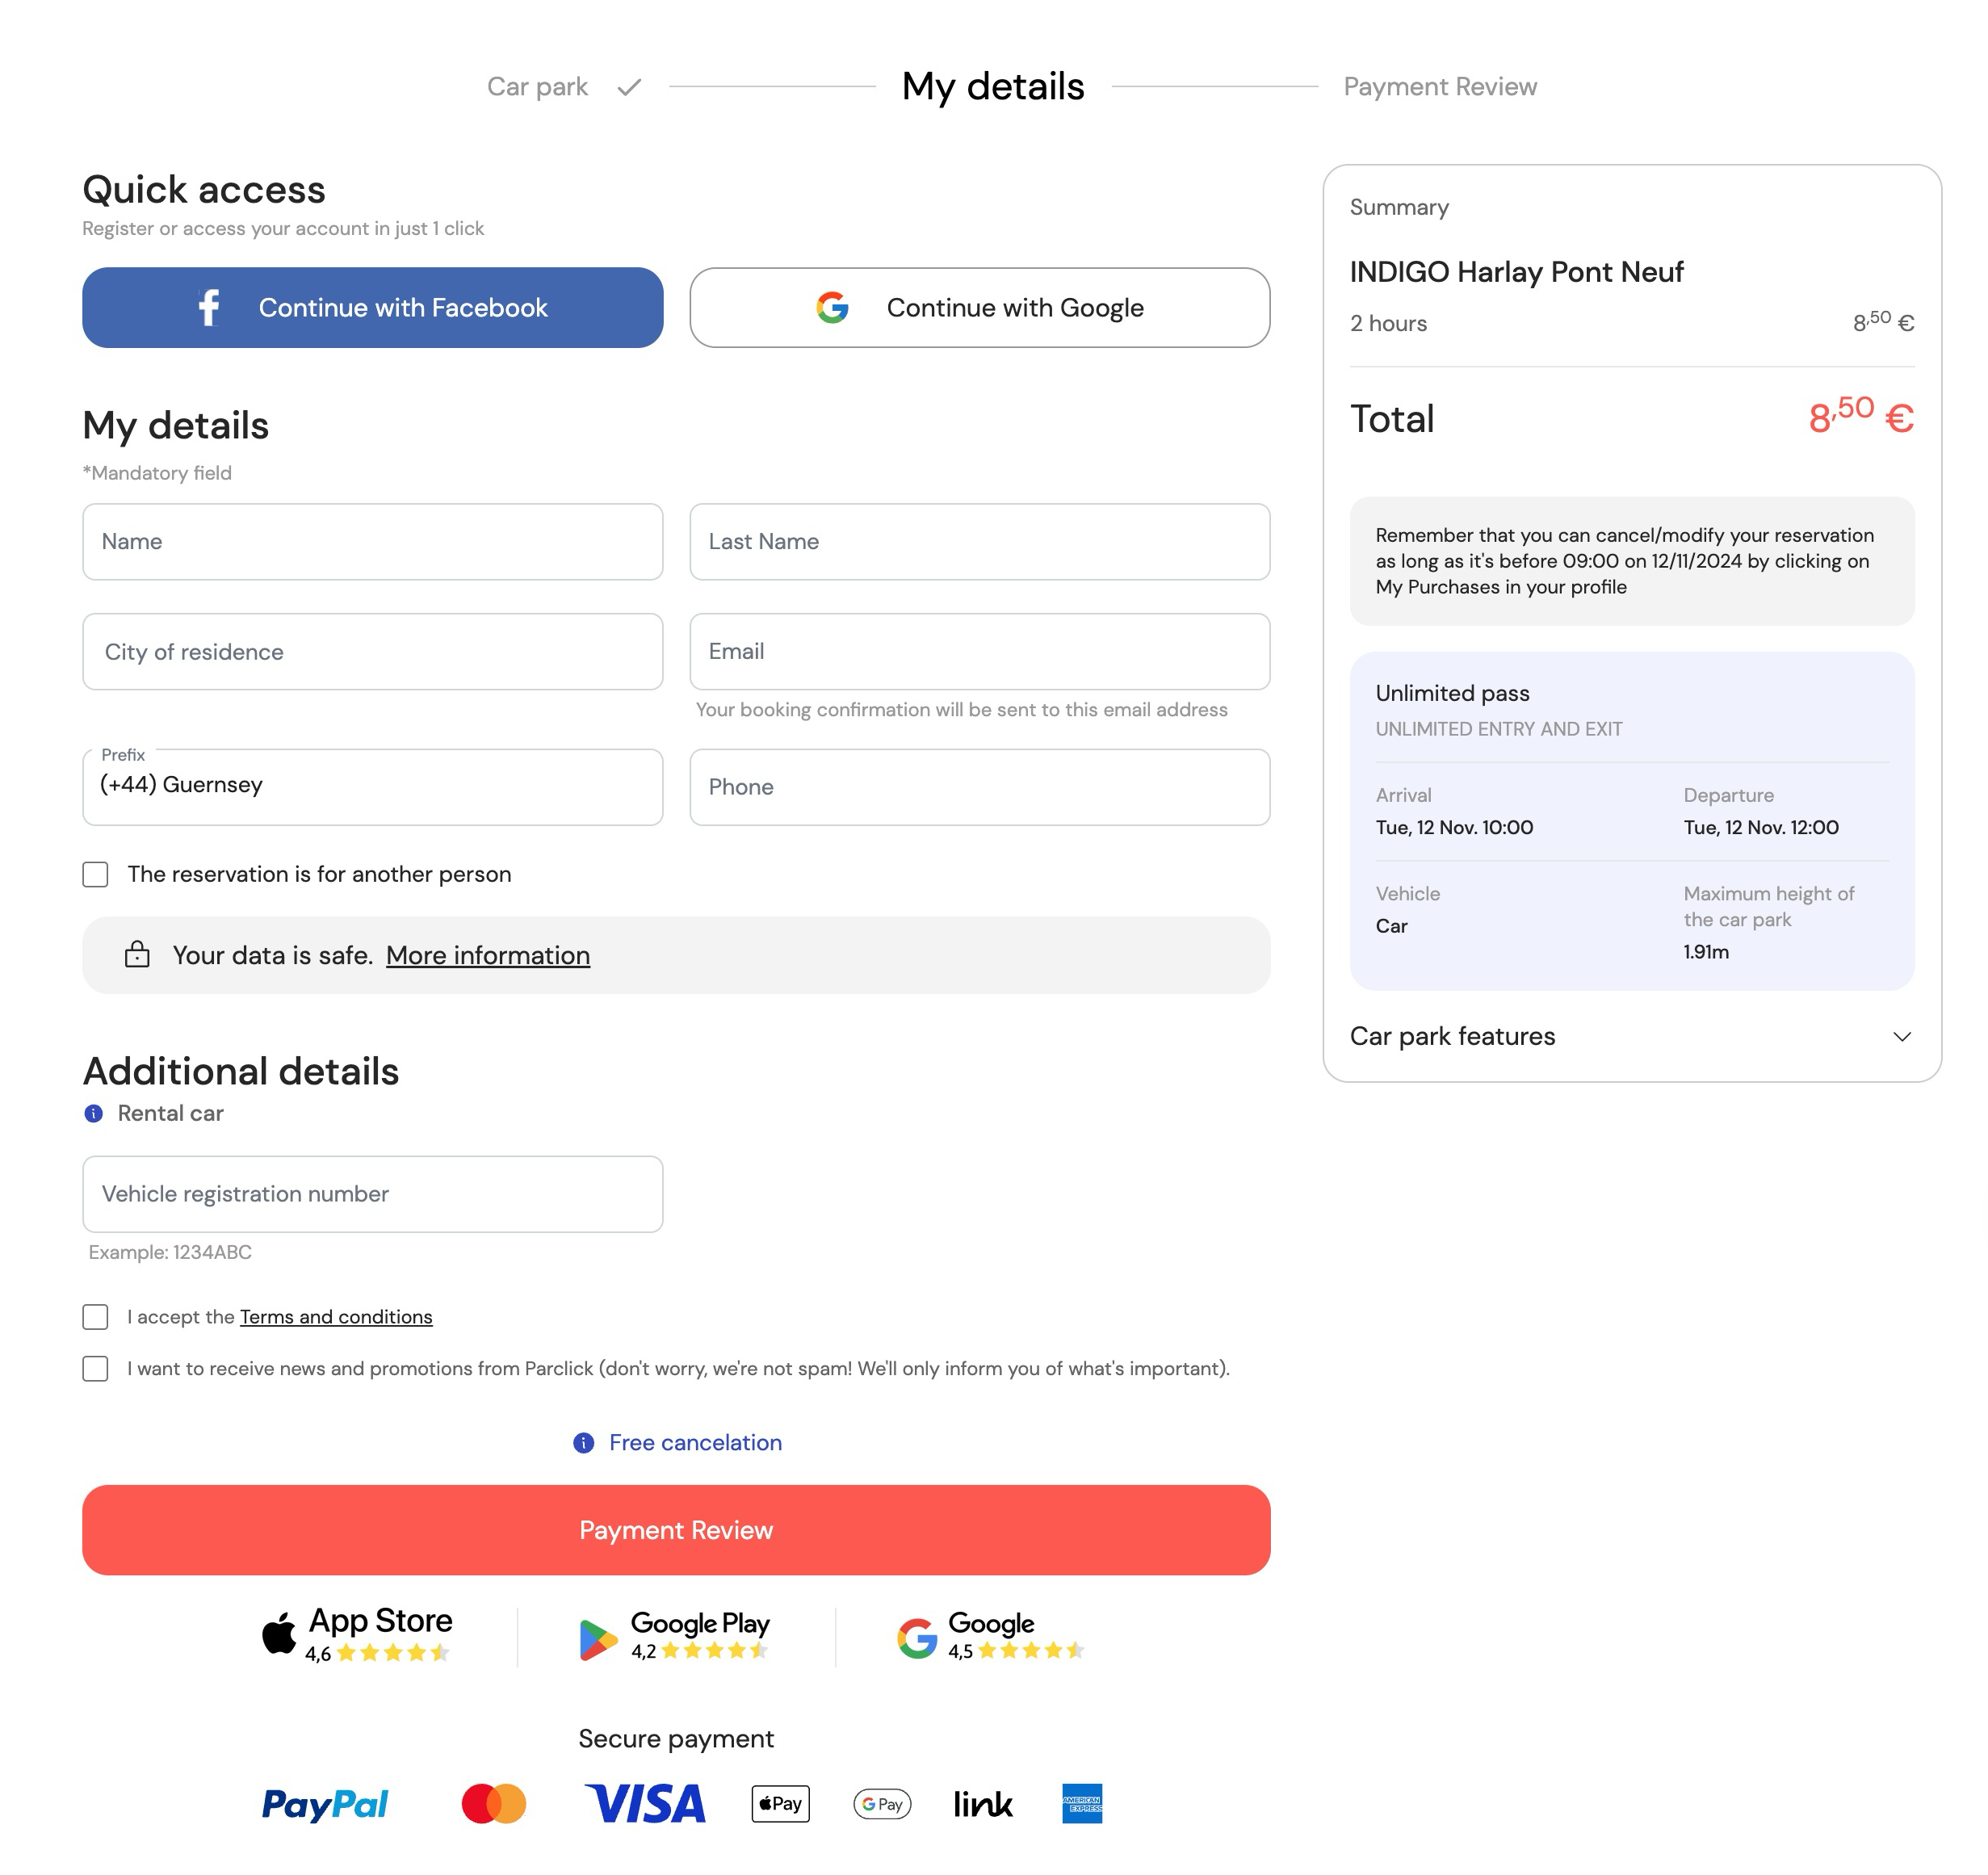 Car park
My details
Payment Review
Quick access
Register or access your account in just 1 click
Continue with Facebook
Continue with Google
My details
*Mandatory field
Name
Last Name
City of residence
Email
Your booking confirmation will be sent to this email address
Prefix
(+44) Guernsey
Phone
The reservation is for another person
Your data is safe. More information
Additional details
Rental car
Vehicle registration number
Example: 1234ABC
I accept the Terms and conditions
I want to receive news and promotions from Parclick (don't worry, we're not spam! We'll only inform you of what's important).
Free cancelation
Payment Review
App Store
4,6
Google Play
4,2
Google
4,5
Secure payment
PayPal
VISA
Pay
G Pay
link
AMERICAN
EXPRESS
Summary
INDIGO Harlay Pont Neuf
2 hours
8,50 €
Total
8,50 €
Remember that you can cancel/modify your reservation
as long as it's before 09:00 on 12/11/2024 by clicking on
My Purchases in your profile
Unlimited pass
UNLIMITED ENTRY AND EXIT
Arrival
Departure
Tue, 12 Nov. 10:00
Tue, 12 Nov. 12:00
Vehicle
Car
Maximum height of
the car park
1.91m
Car park features